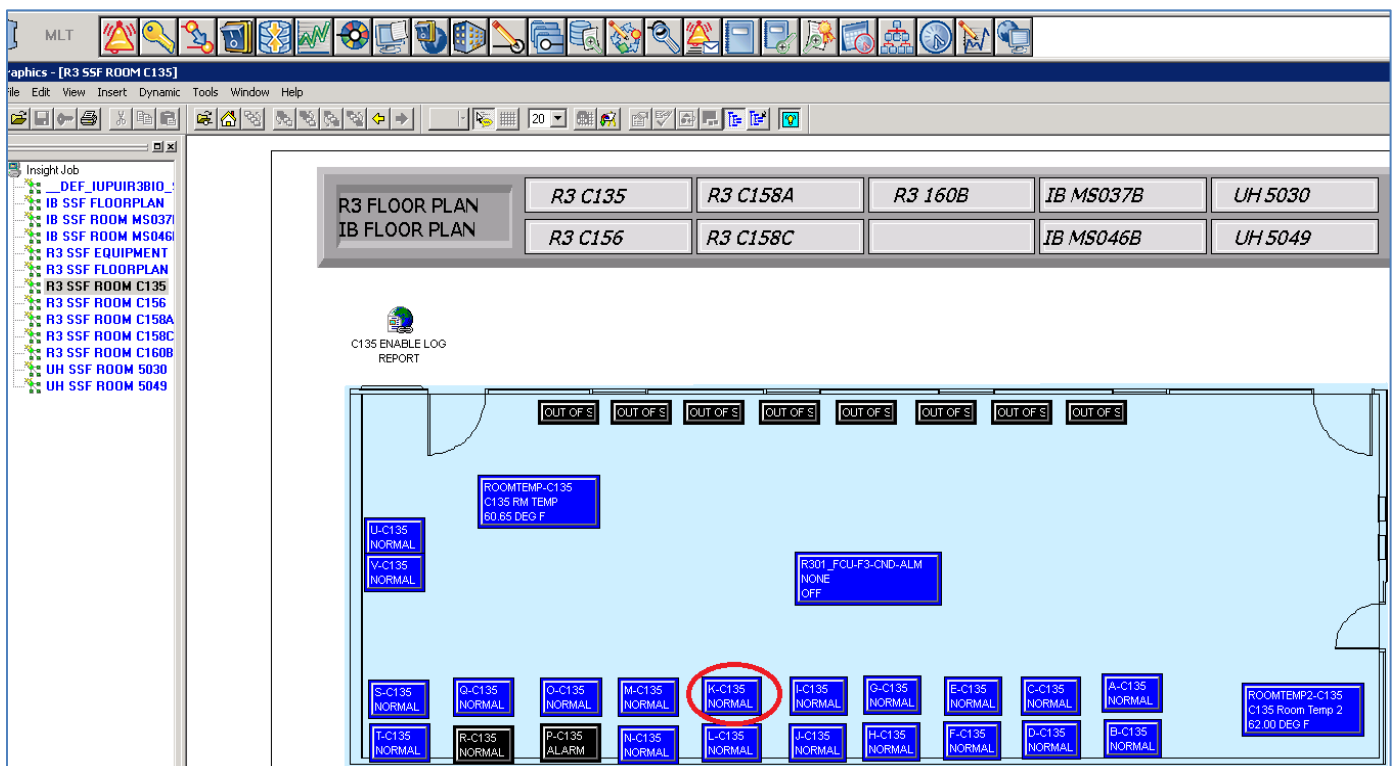 MLT
raphics - [R3 SSF ROOM C135]
File Edit View Insert Dynamic Tools Window Help
20
Insight Job
__DEF_IUPUIR3BIO_
IB SSF FLOORPLAN
IB SSF ROOM MS037
IB SSF ROOM MS046
R3 SSF EQUIPMENT
R3 SSF FLOORPLAN
R3 SSF ROOM C135
R3 SSF ROOM C156
R3 SSF ROOM C158A
R3 SSF ROOM C158C
R3 SSF ROOM C160B
UH SSF ROOM 5030
UH SSF ROOM 5049
R3 FLOOR PLAN
IB FLOOR PLAN
R3 C135 R3 C158A R3 160B IB MS037B UH 5030
R3 C156 R3 C158C IB MS046B UH 5049
C135 ENABLE LOG
REPORT
OUT OF S OUT OF S OUT OF S OUT OF S OUT OF S OUT OF S OUT OF S OUT OF S
ROOMTEMP-C135
C135 RM TEMP
60.65 DEG F
U-C135
NORMAL
V-C135
NORMAL
R301_FCU-F3-CND-ALM
NONE
OFF
S-C135 Q-C135 O-C135 M-C135 K-C135 I-C135 G-C135 E-C135 C-C135 A-C135
NORMAL NORMAL NORMAL NORMAL NORMAL NORMAL NORMAL NORMAL NORMAL NORMAL
T-C135 R-C135 P-C135 N-C135 L-C135 J-C135 H-C135 F-C135 D-C135 B-C135
NORMAL NORMAL ALARM NORMAL NORMAL NORMAL NORMAL NORMAL NORMAL NORMAL
ROOMTEMP2-C135
C135 Room Temp 2
62.00 DEG F